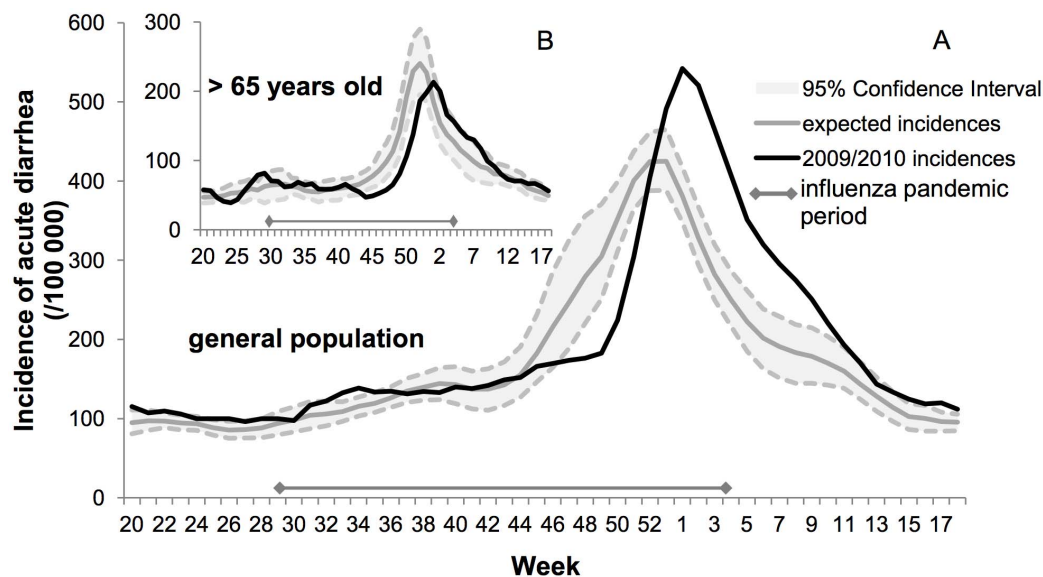 Incidence of acute diarrhea
(/100 000)
600
500
400
300
200
100
0
300
200
100
0
B
A
> 65 years old
95% Confidence Interval
expected incidences
2009/2010 incidences
influenza pandemic
period
20 25 30 35 40 45 50 2 7 12 17
general population
20 22 24 26 28 30 32 34 36 38 40 42 44 46 48 50 52 1 3 5 7 9 11 13 15 17
Week